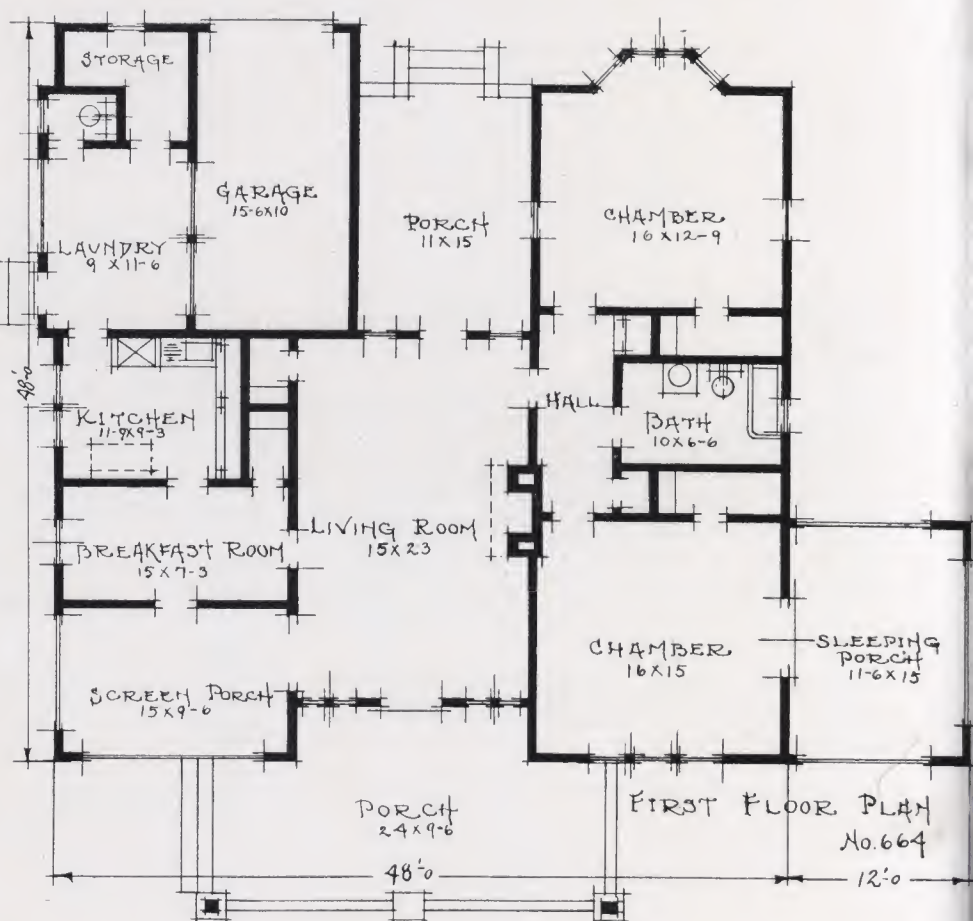 STORAGE
GARAGE
15-6X10
PORCH
11X15
CHAMBER
16X12-9
LAUNDRY
9X11-6
48'-0
KITCHEN
11-9X9-3
HALL
BATH
10X6-6
LIVING ROOM
15X23
BREAKFAST ROOM
15X7-3
CHAMBER
16X15
SLEEPING
PORCH
11-6X15
SCREEN PORCH
15X9-6
PORCH
24X9-6
FIRST FLOOR PLAN
No.664
48'-0
12'-0